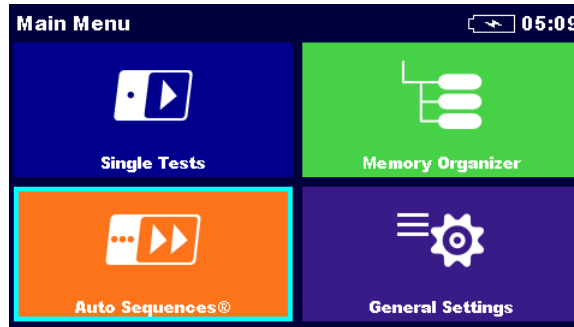 Main Menu 05:09
Single Tests
Memory Organizer
Auto Sequences®
General Settings